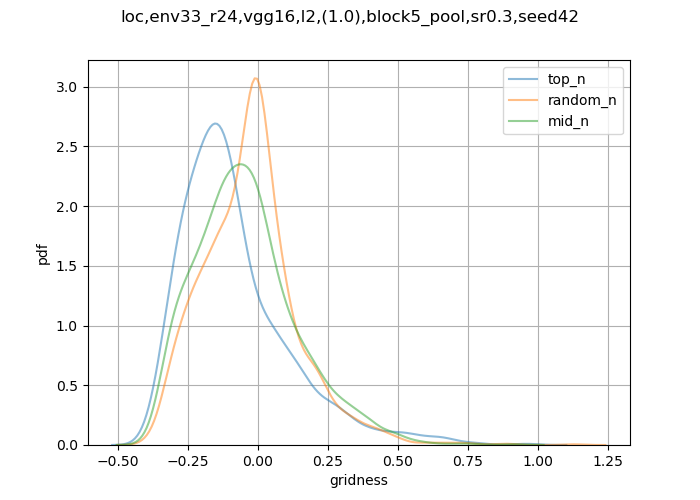 loc,env33_r24,vgg16,l2,(1.0),block5_pool,sr0.3,seed42
top_n
random_n
mid_n
3.0
2.5
2.0
1.5
1.0
0.5
0.0
pdf
−0.50 −0.25 0.00 0.25 0.50 0.75 1.00 1.25
gridness